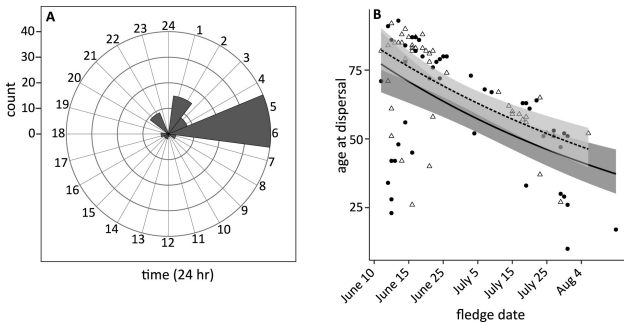 A
40
30
20
10
0
count
24
1
2
3
4
5
6
7
8
9
10
11
12
13
14
15
16
17
18
19
20
21
22
23
time (24 hr)
B
75
50
25
age at dispersal
June 10
June 15
June 25
July 5
July 15
July 25
Aug 4
fledge date